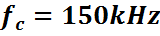 f_c = 150kHz